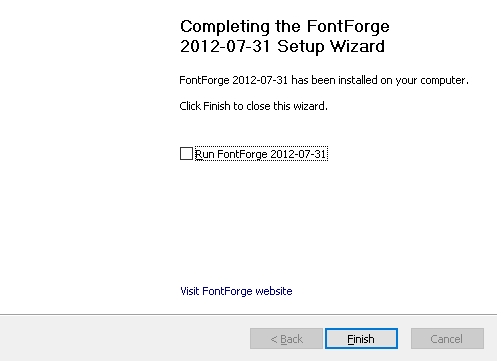 Completing the FontForge
2012-07-31 Setup Wizard
FontForge 2012-07-31 has been installed on your computer.
Click Finish to close this wizard.
Run FontForge 2012-07-31
Visit FontForge website
< Back Finish Cancel